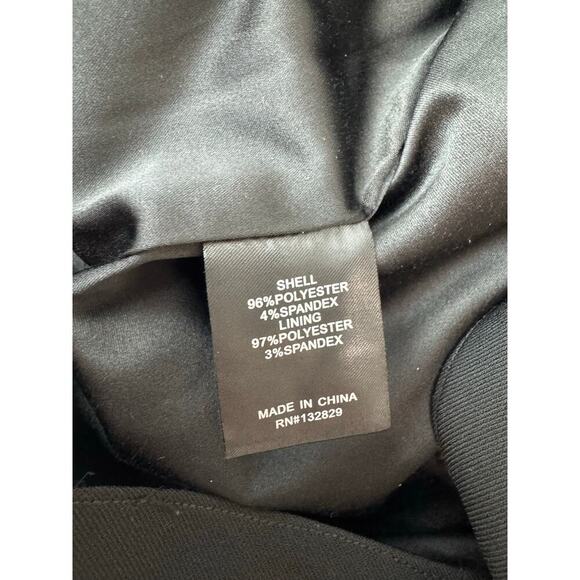 SHELL
96%POLYESTER
4%SPANDEX
LINING
97%POLYESTER
3%SPANDEX
MADE IN CHINA
RN#132829